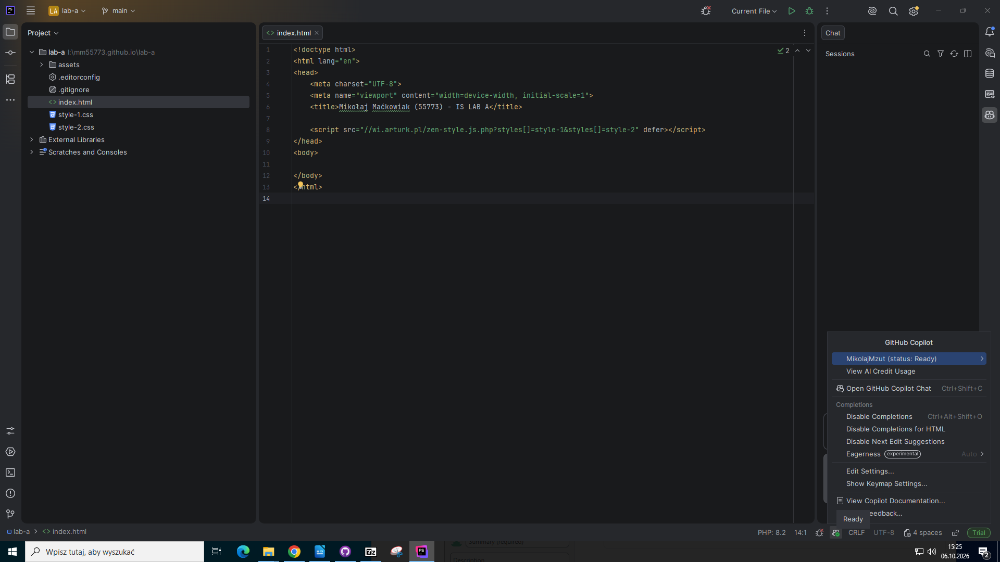 PS
LA lab-a
main
Current File
Project
lab-a I:\mm55773.github.io\lab-a
assets
.editorconfig
.gitignore
index.html
style-1.css
style-2.css
External Libraries
Scratches and Consoles
index.html
2
1 <!doctype html>
2 <html lang="en">
3 <head>
4 <meta charset="UTF-8">
5 <meta name="viewport" content="width=device-width, initial-scale=1">
6 <title>Mikołaj Maćkowiak (55773) - IS LAB A</title>
7
8 <script src="//wi.arturk.pl/zen-style.js.php?styles[]=style-1&styles[]=style-2" defer></script>
9 </head>
10 <body>
11
12 </body>
13 </html>
14
Chat
Sessions
GitHub Copilot
MikolajMzut (status: Ready)
View AI Credit Usage
Open GitHub Copilot Chat Ctrl+Shift+C
Completions
Disable Completions Ctrl+Alt+Shift+O
Disable Completions for HTML
Disable Next Edit Suggestions
Eagerness experimental Auto
Edit Settings...
Show Keymap Settings...
View Copilot Documentation...
eedback...
Ready
lab-a > index.html
PHP: 8.2 14:1 CRLF UTF-8 4 spaces Trial
Wpisz tutaj, aby wyszukać
7z
PS
Summary (required)
Description
15:25
06.10.2026
2